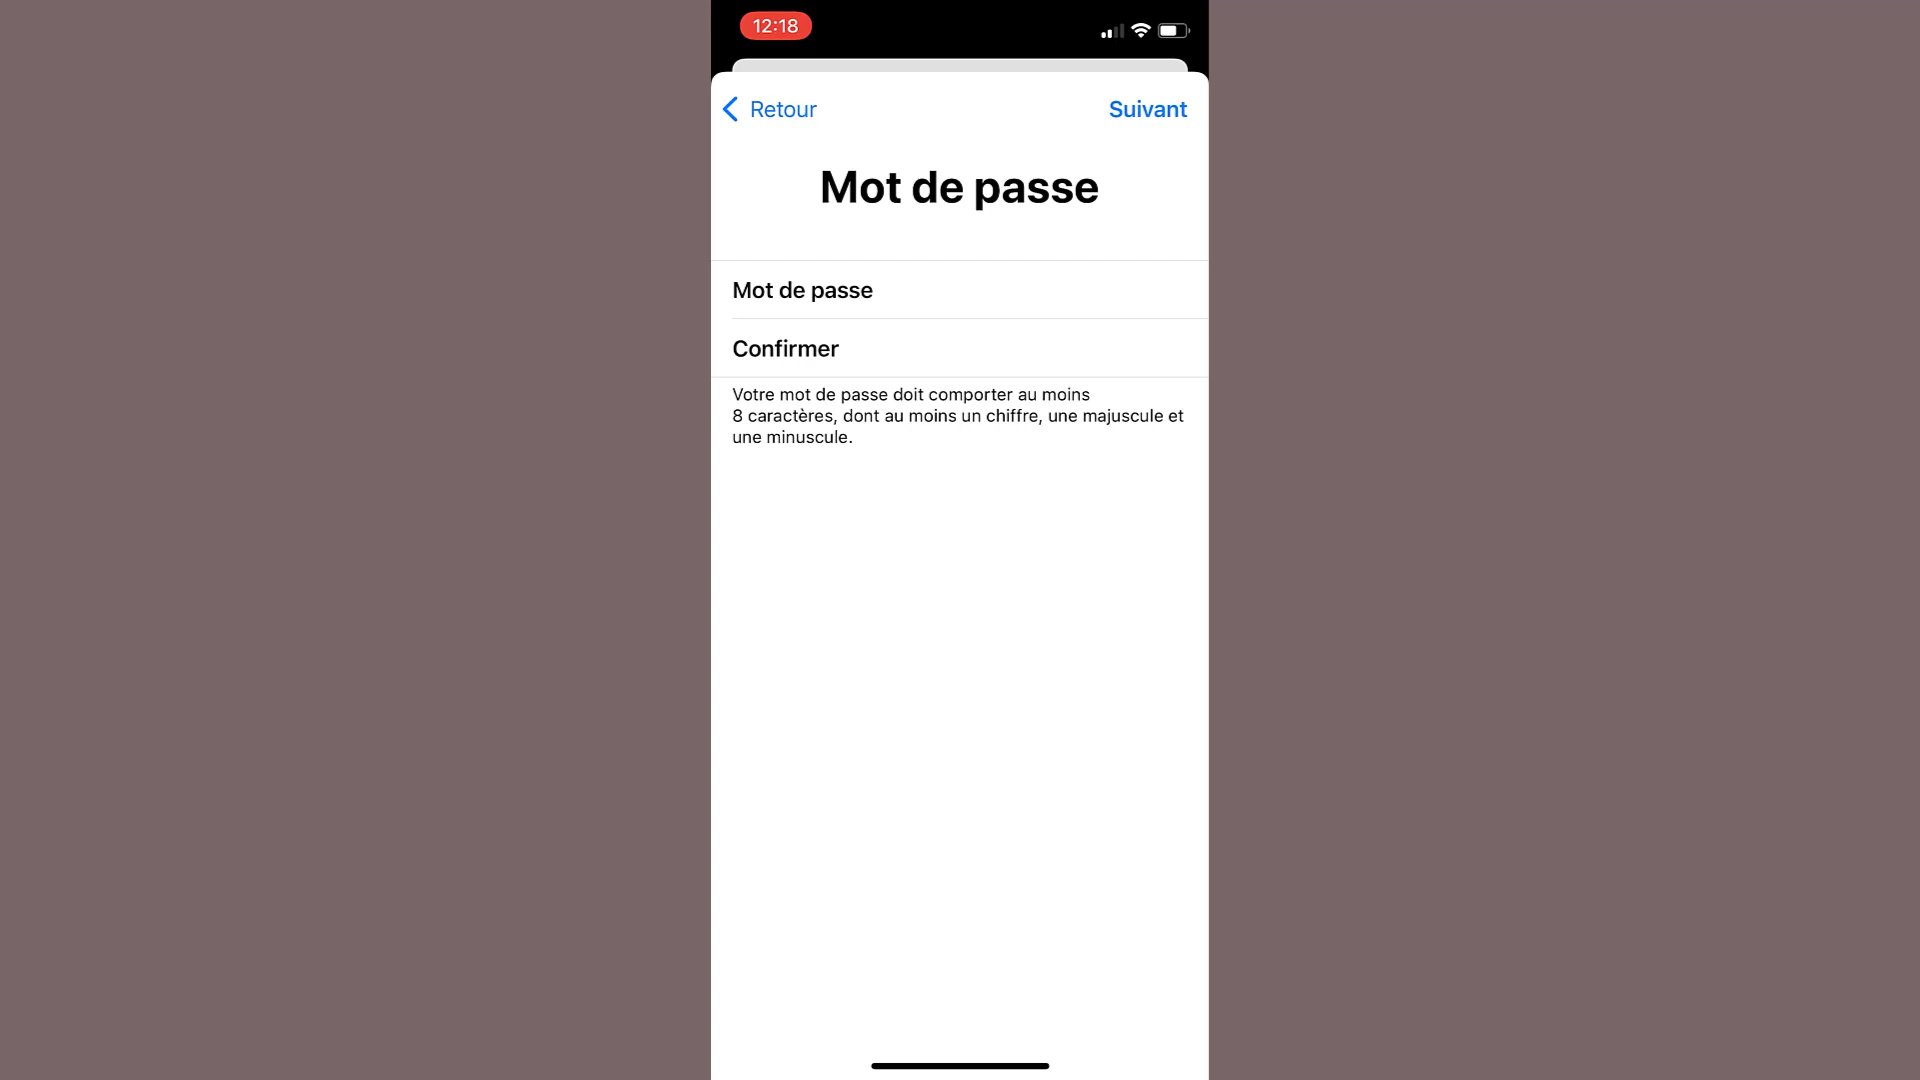 12:18
Retour
Suivant
Mot de passe
Mot de passe
Confirmer
Votre mot de passe doit comporter au moins
8 caractères, dont au moins un chiffre, une majuscule et
une minuscule.